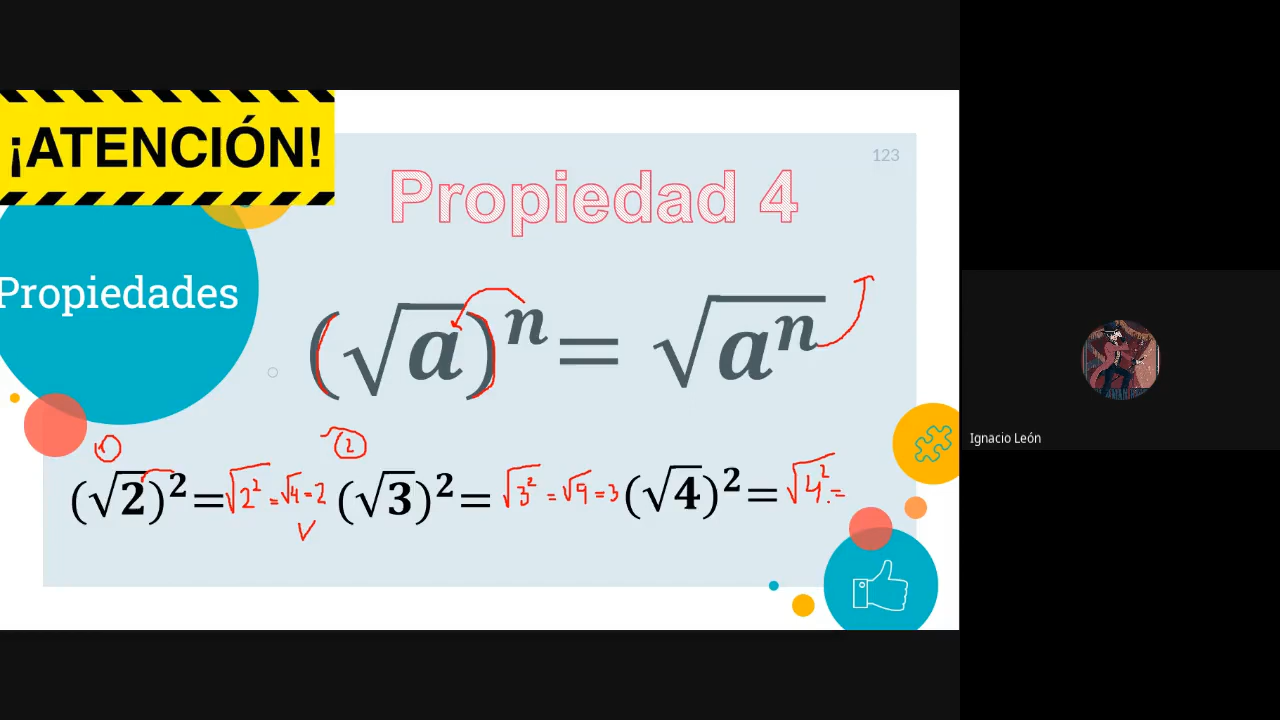 ¡ATENCIÓN!
123
Propiedad 4
Propiedades
(√a)ⁿ = √aⁿ
1 2
(√2)² = √2² = √4 = 2 (√3)² = √3² = √9 = 3 (√4)² = √4² =
Ignacio León